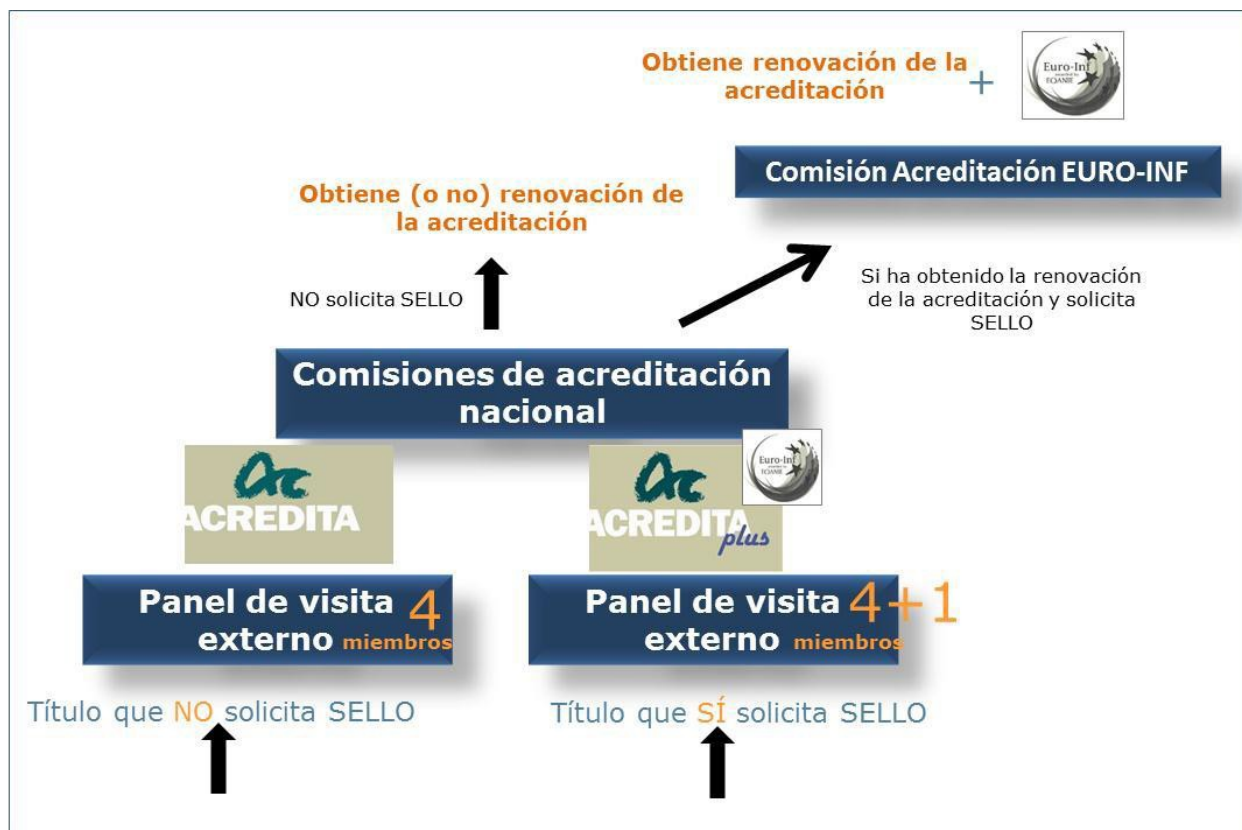 Obtiene renovación de la
acreditación
+
Euro-Inf
Comisión Acreditación EURO-INF
Obtiene (o no) renovación de
la acreditación
NO solicita SELLO
Si ha obtenido la renovación
de la acreditación y solicita
SELLO
Comisiones de acreditación
nacional
ACREDITA
ACREDITA
plus
Euro-Inf
Panel de visita 4
externo miembros
Panel de visita 4+1
externo miembros
Título que NO solicita SELLO
Título que SÍ solicita SELLO